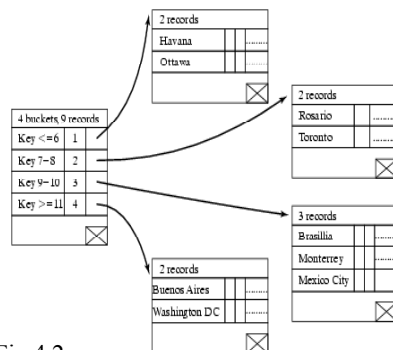 2 records
Havana
Ottawa
4 buckets, 9 records
Key <=6 1
Key 7-8 2
Key 9-10 3
Key >=11 4
2 records
Rosario
Toronto
3 records
Brasillia
Monterrey
Mexico City
2 records
Buenos Aires
Washington DC